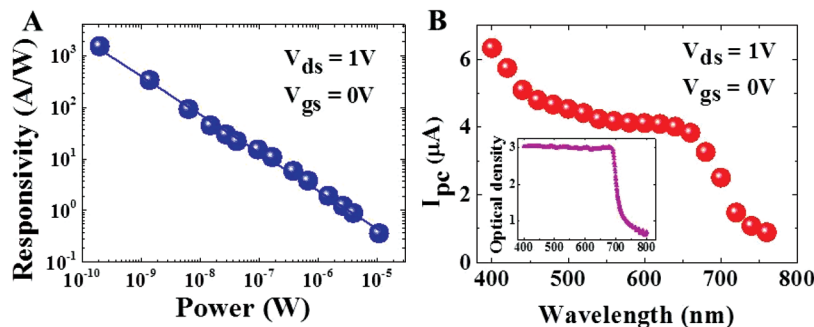 A
Responsivity (A/W)
10³
10²
10¹
10⁰
10⁻¹
V_ds = 1V
V_gs = 0V
10⁻¹⁰ 10⁻⁹ 10⁻⁸ 10⁻⁷ 10⁻⁶ 10⁻⁵
Power (W)
B
I_pc (μA)
6
4
2
0
V_ds = 1V
V_gs = 0V
Optical density
3
2
1
400 500 600 700 800
400 500 600 700 800
Wavelength (nm)